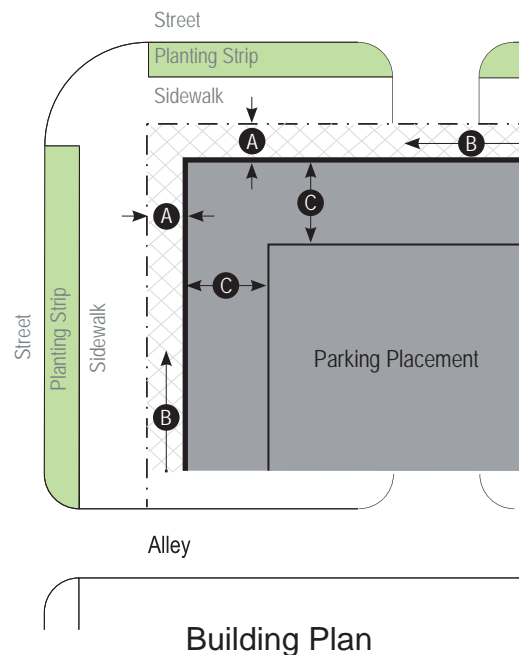 Street
Planting Strip
Sidewalk
A
B
C
A
C
Street
Planting Strip
Sidewalk
Parking Placement
B
Alley
Building Plan